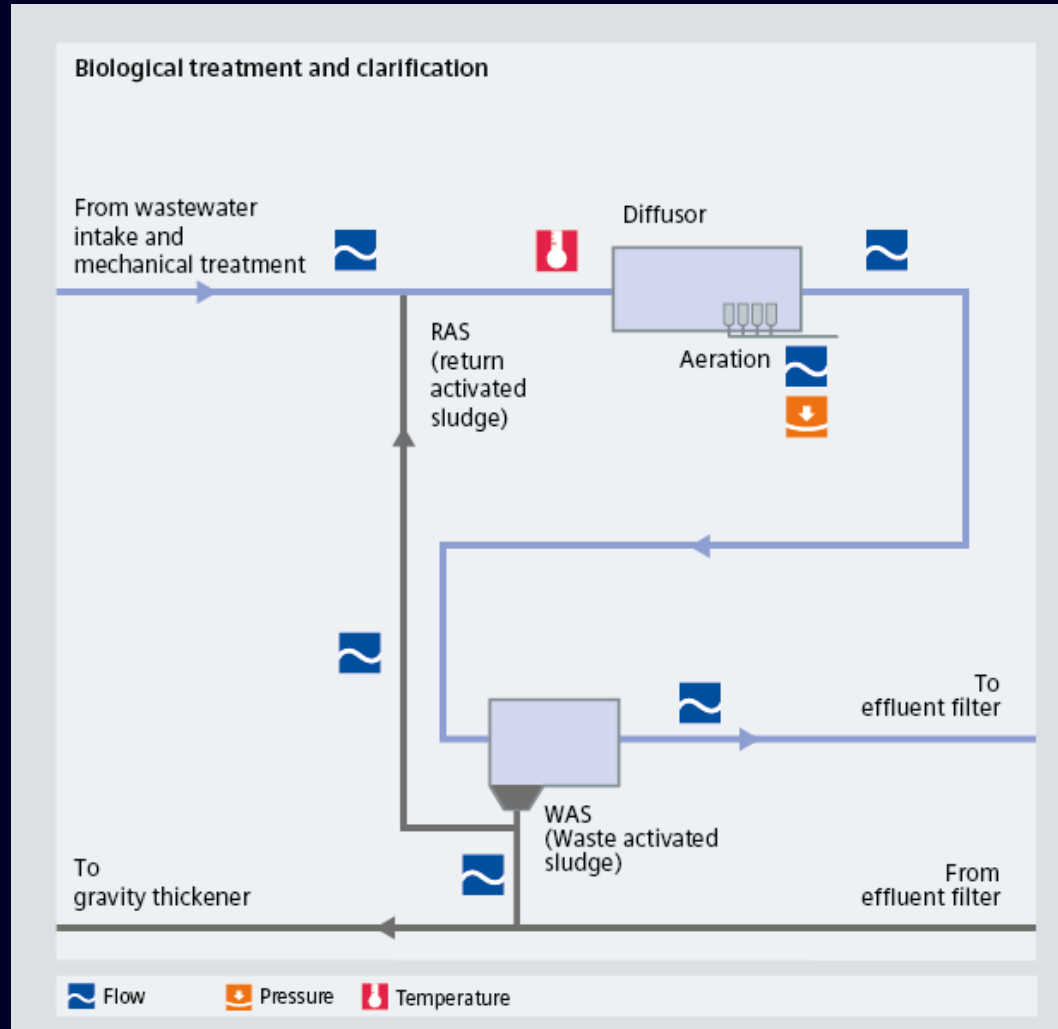 Biological treatment and clarification
From wastewater
intake and
mechanical treatment
Diffusor
RAS
(return
activated
sludge)
Aeration
To
effluent filter
WAS
(Waste activated
sludge)
To
gravity thickener
From
effluent filter
Flow
Pressure
Temperature